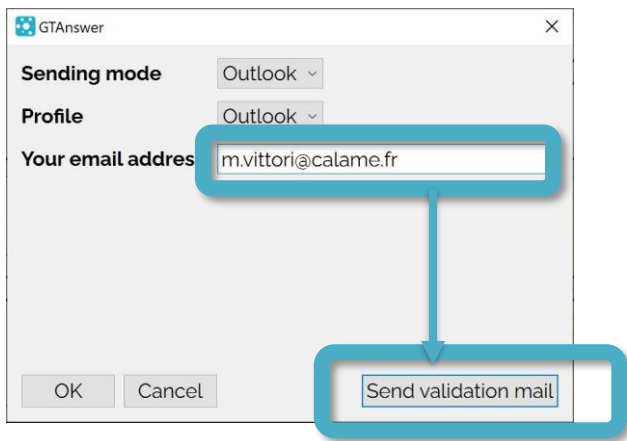 GTAnswer
Sending mode Outlook
Profile Outlook
Your email addres m.vittori@calame.fr
OK Cancel Send validation mail